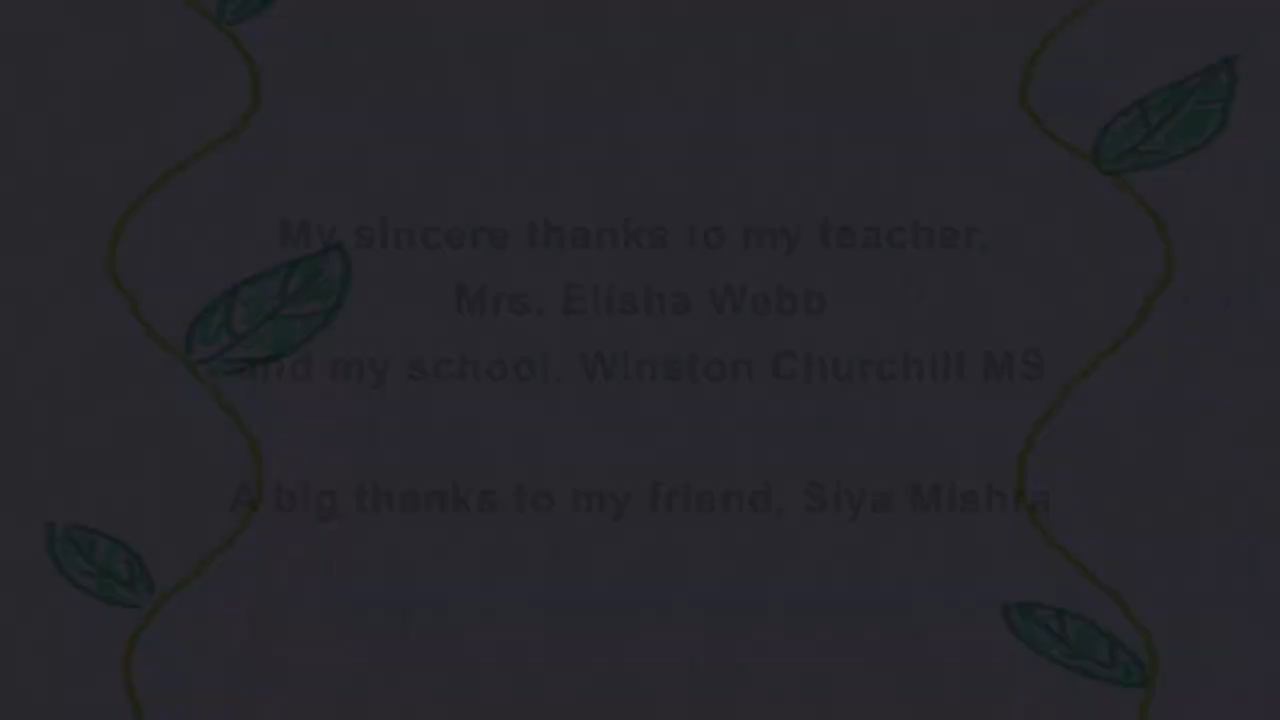 My sincere thanks to my teacher,
Mrs. Elisha Webb
and my school, Winston Churchill MS
A big thanks to my friend, Siya Mishra